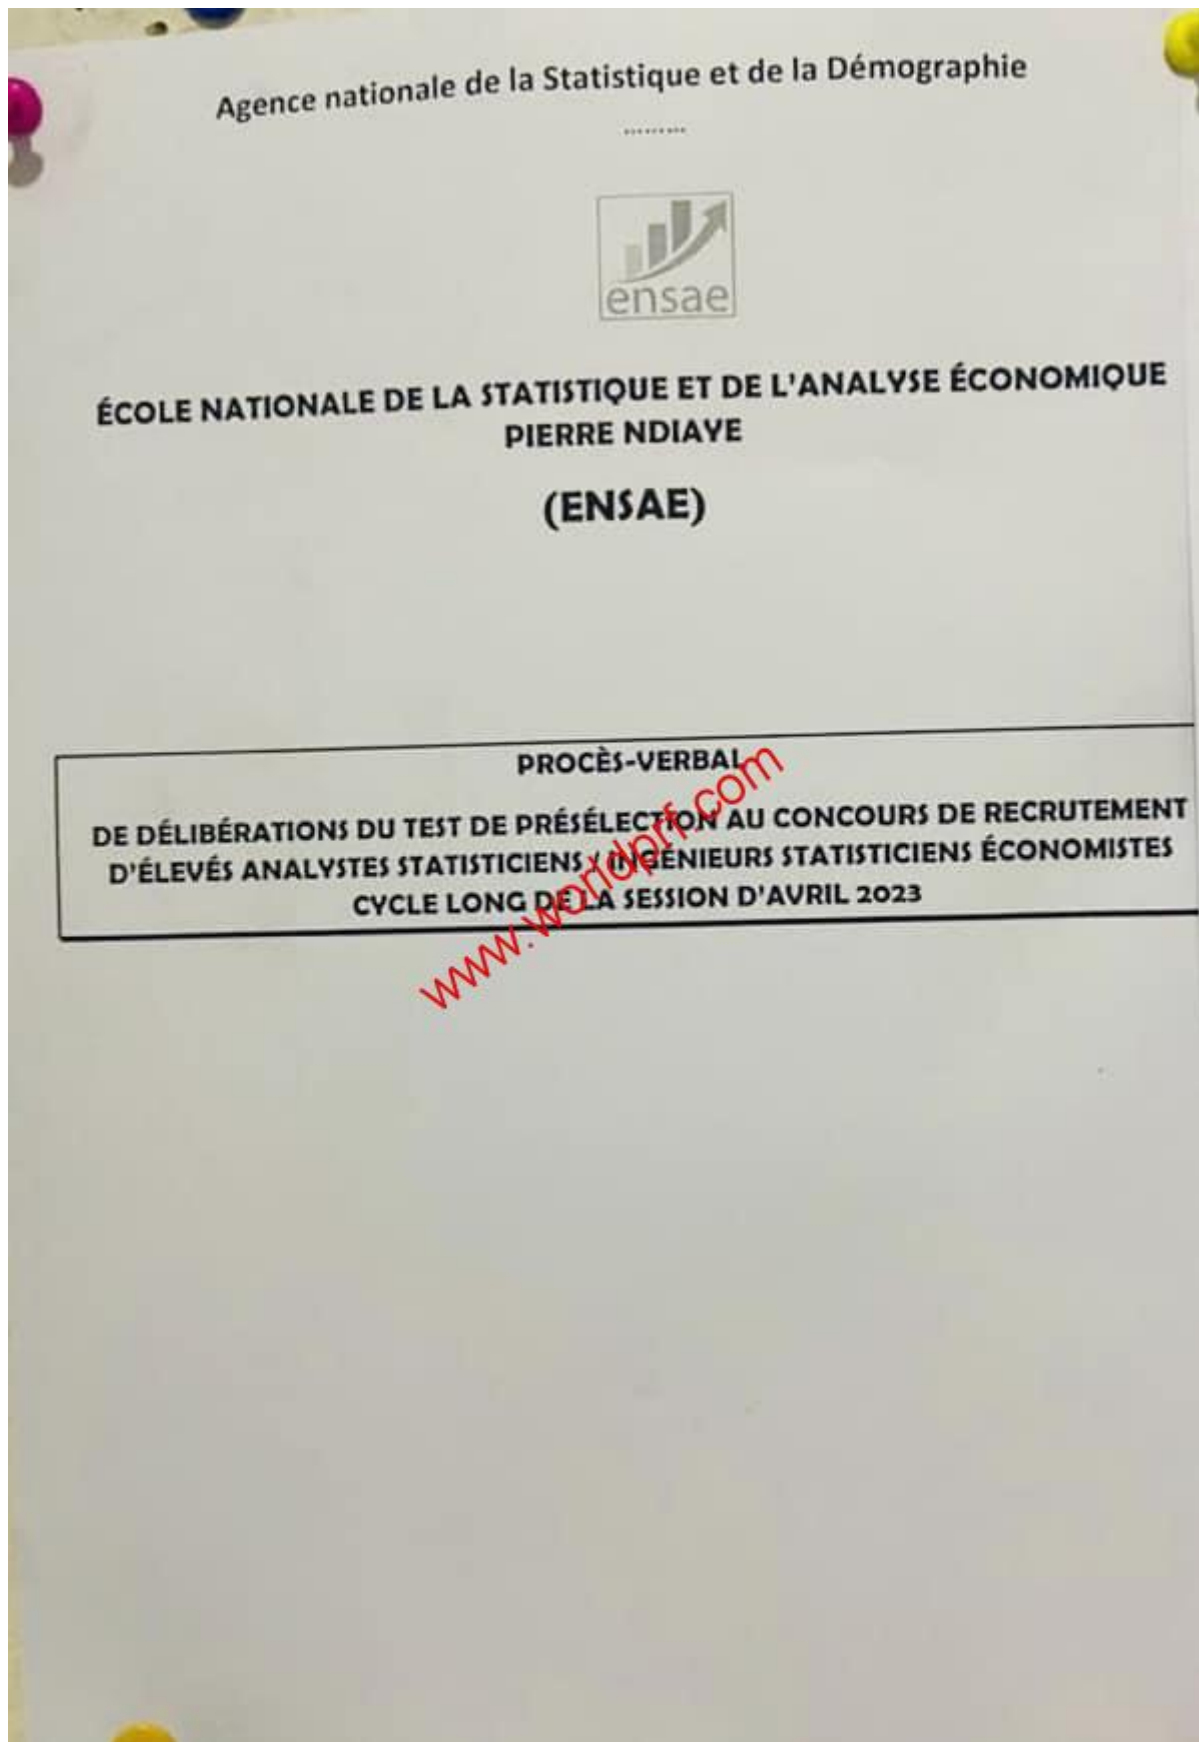 Agence nationale de la Statistique et de la Démographie
.........
ensae
ÉCOLE NATIONALE DE LA STATISTIQUE ET DE L'ANALYSE ÉCONOMIQUE
PIERRE NDIAYE
(ENSAE)
PROCÈS-VERBAL
DE DÉLIBÉRATIONS DU TEST DE PRÉSÉLECTION AU CONCOURS DE RECRUTEMENT
D'ÉLEVÉS ANALYSTES STATISTICIENS / INGÉNIEURS STATISTICIENS ÉCONOMISTES
CYCLE LONG DE LA SESSION D'AVRIL 2023
www.worldprf.com